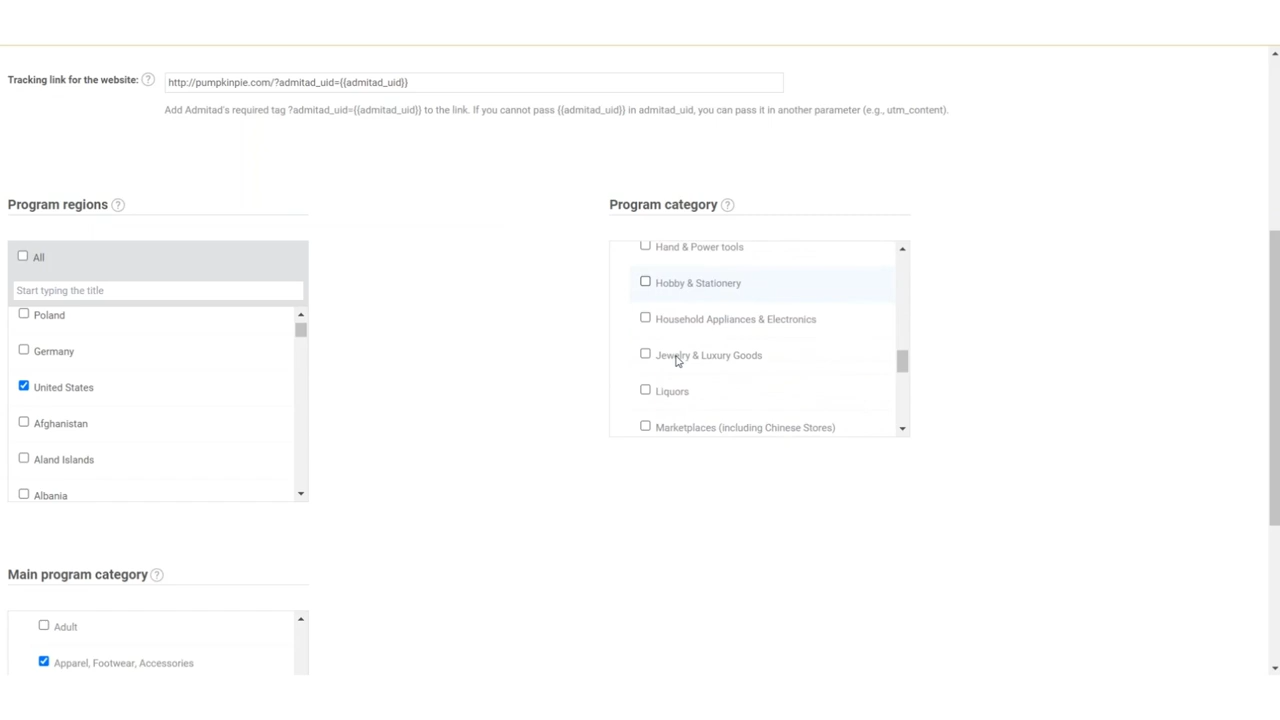 Tracking link for the website:
http://pumpkinpie.com/?admitad_uid={{admitad_uid}}
Add Admitad's required tag ?admitad_uid={{admitad_uid}} to the link. If you cannot pass {{admitad_uid}} in admitad_uid, you can pass it in another parameter (e.g., utm_content).
Program regions
All
Start typing the title
Poland
Germany
United States
Afghanistan
Aland Islands
Albania
Program category
Hand & Power tools
Hobby & Stationery
Household Appliances & Electronics
Jewelry & Luxury Goods
Liquors
Marketplaces (including Chinese Stores)
Main program category
Adult
Apparel, Footwear, Accessories